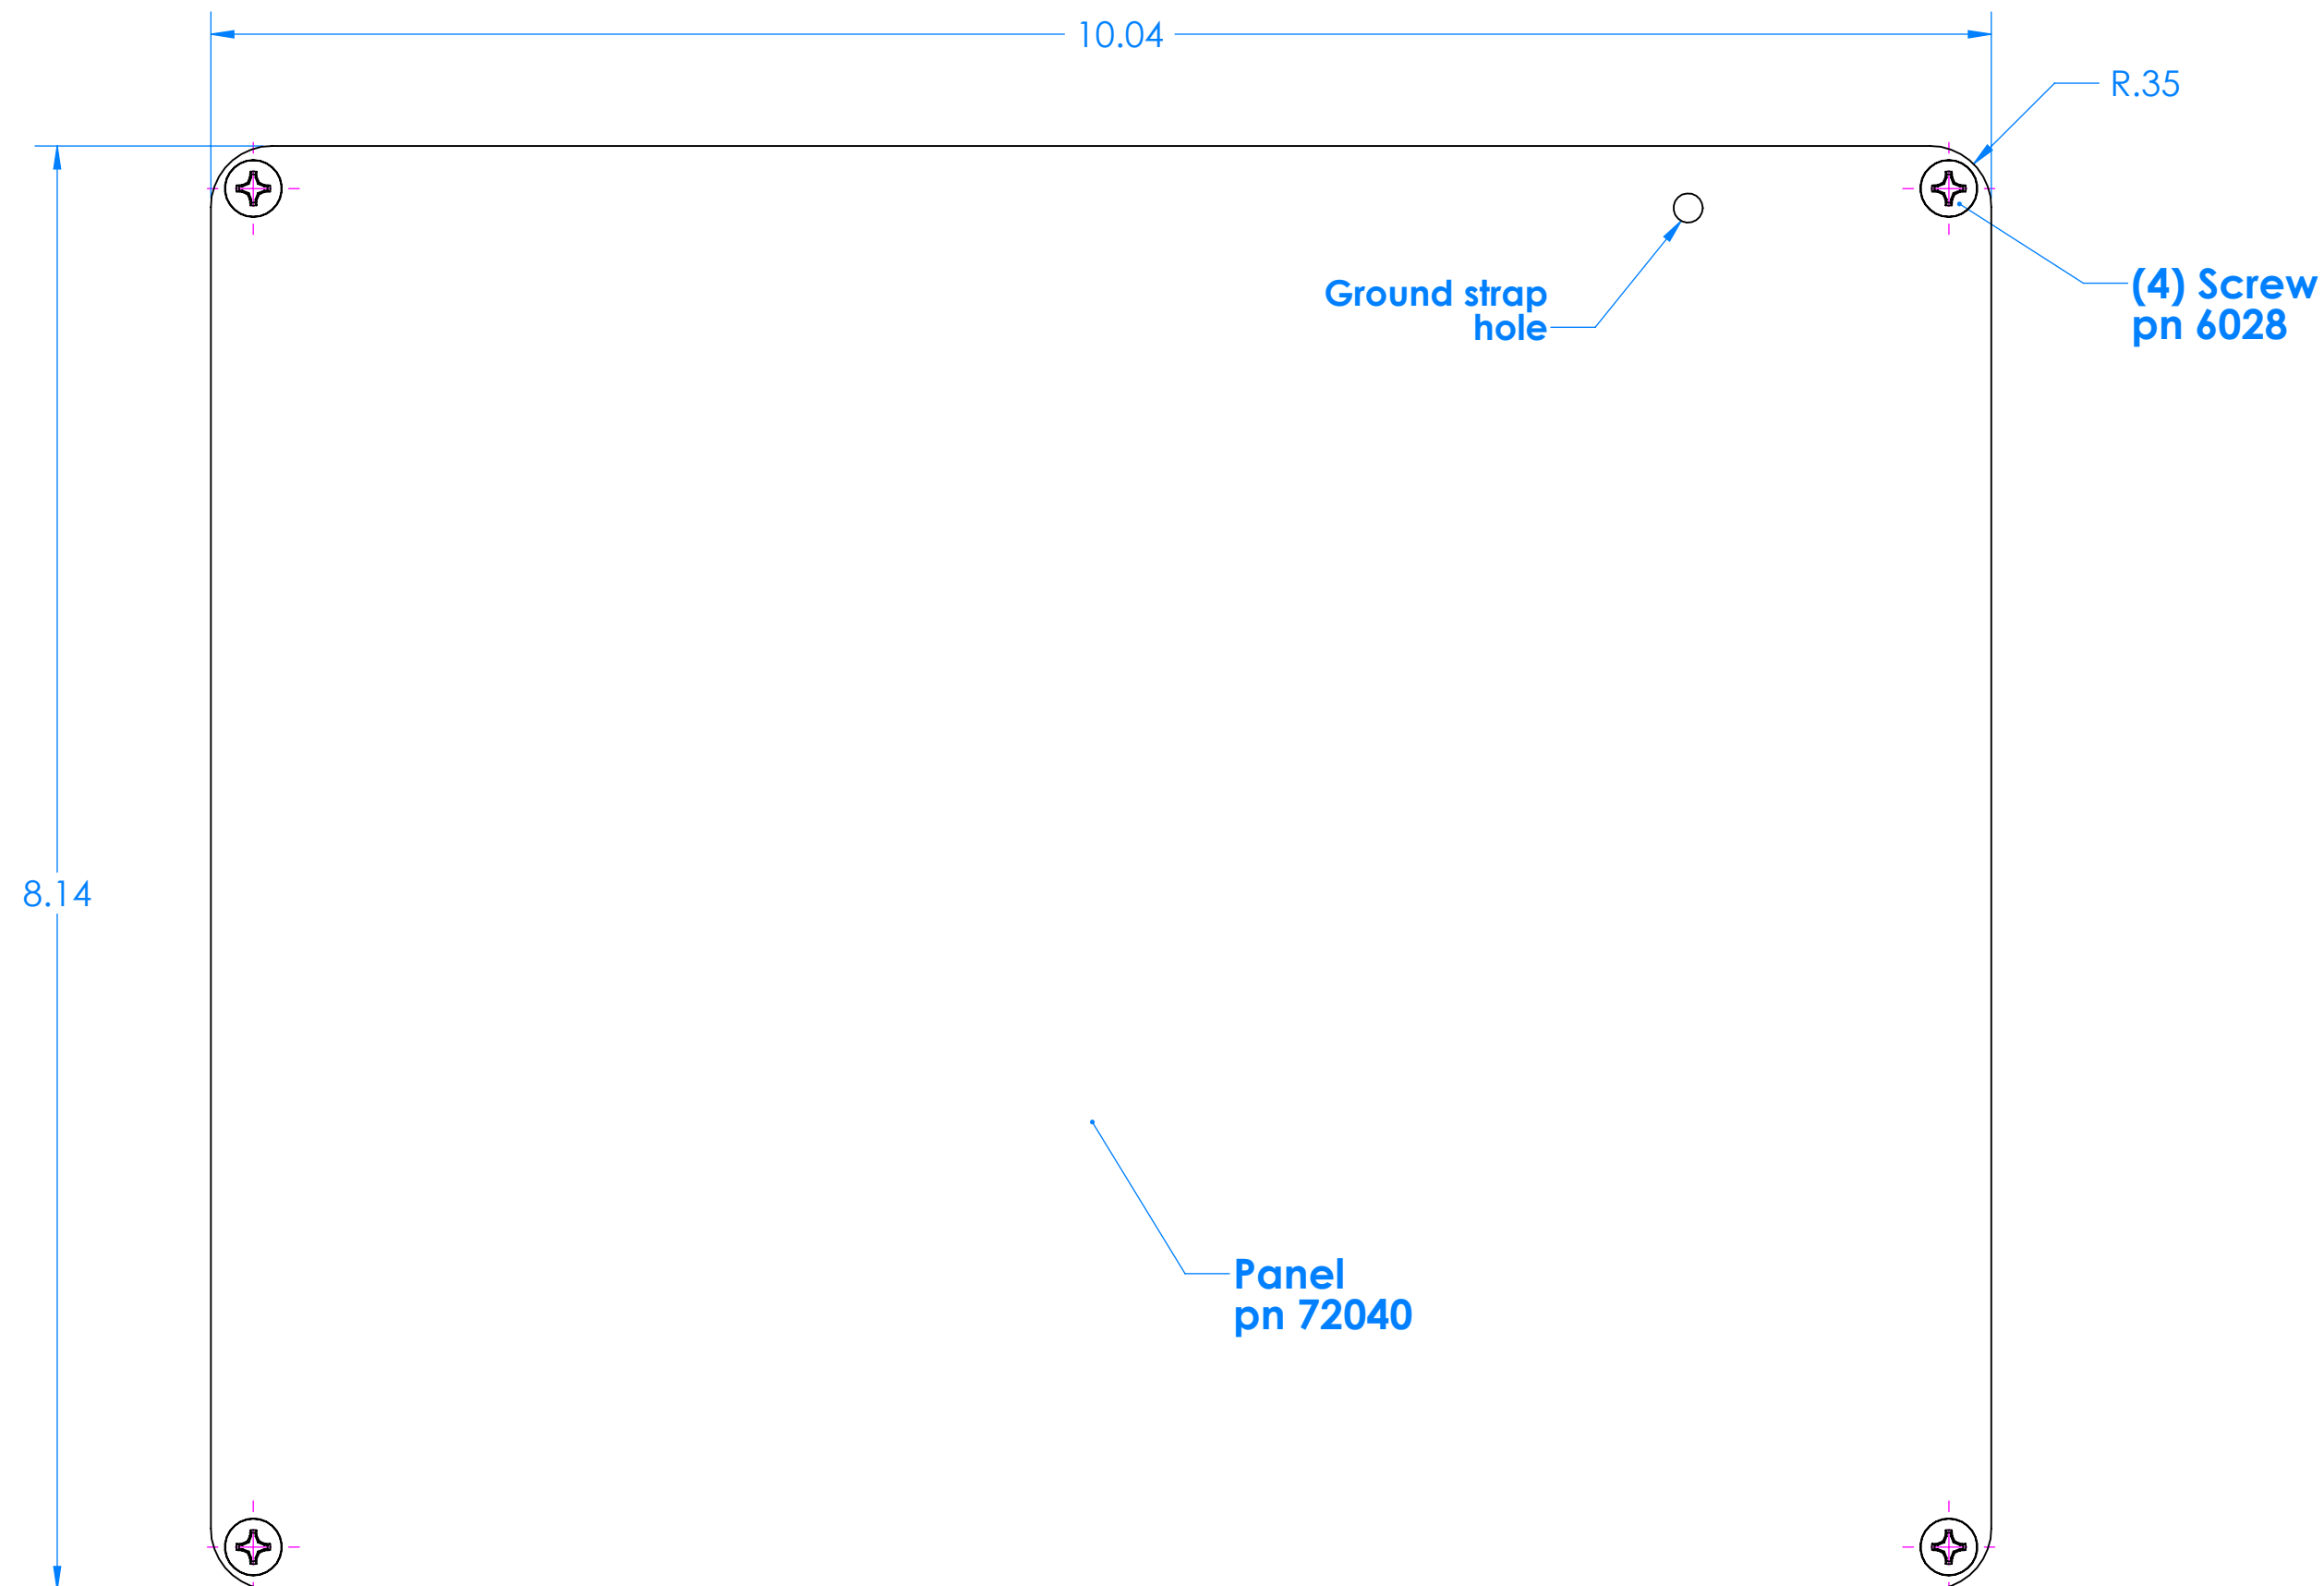 10.04
R.35
Ground strap
hole
(4) Screw
pn 6028
8.14
Panel
pn 72040